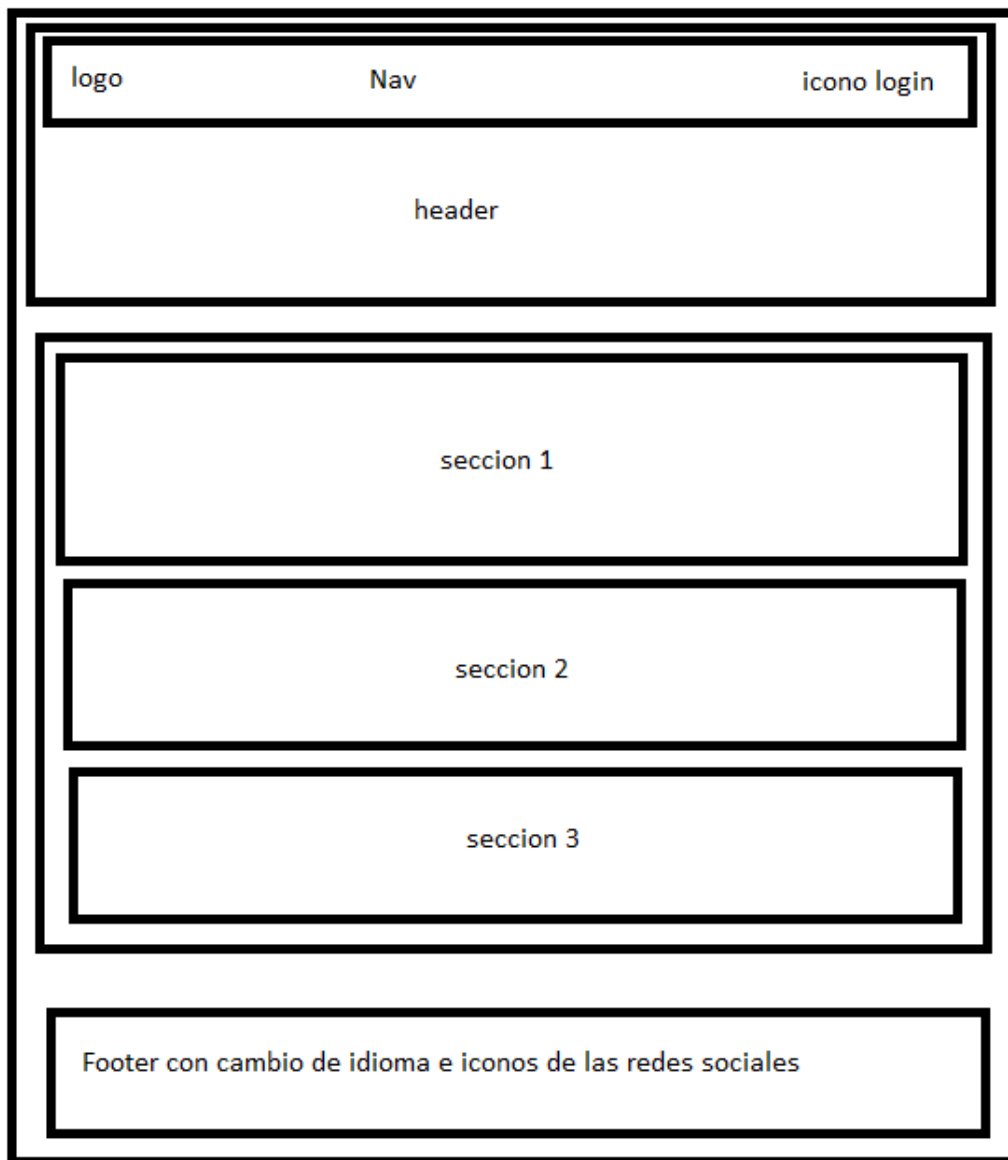 logo
Nav
icono login
header
seccion 1
seccion 2
seccion 3
Footer con cambio de idioma e iconos de las redes sociales